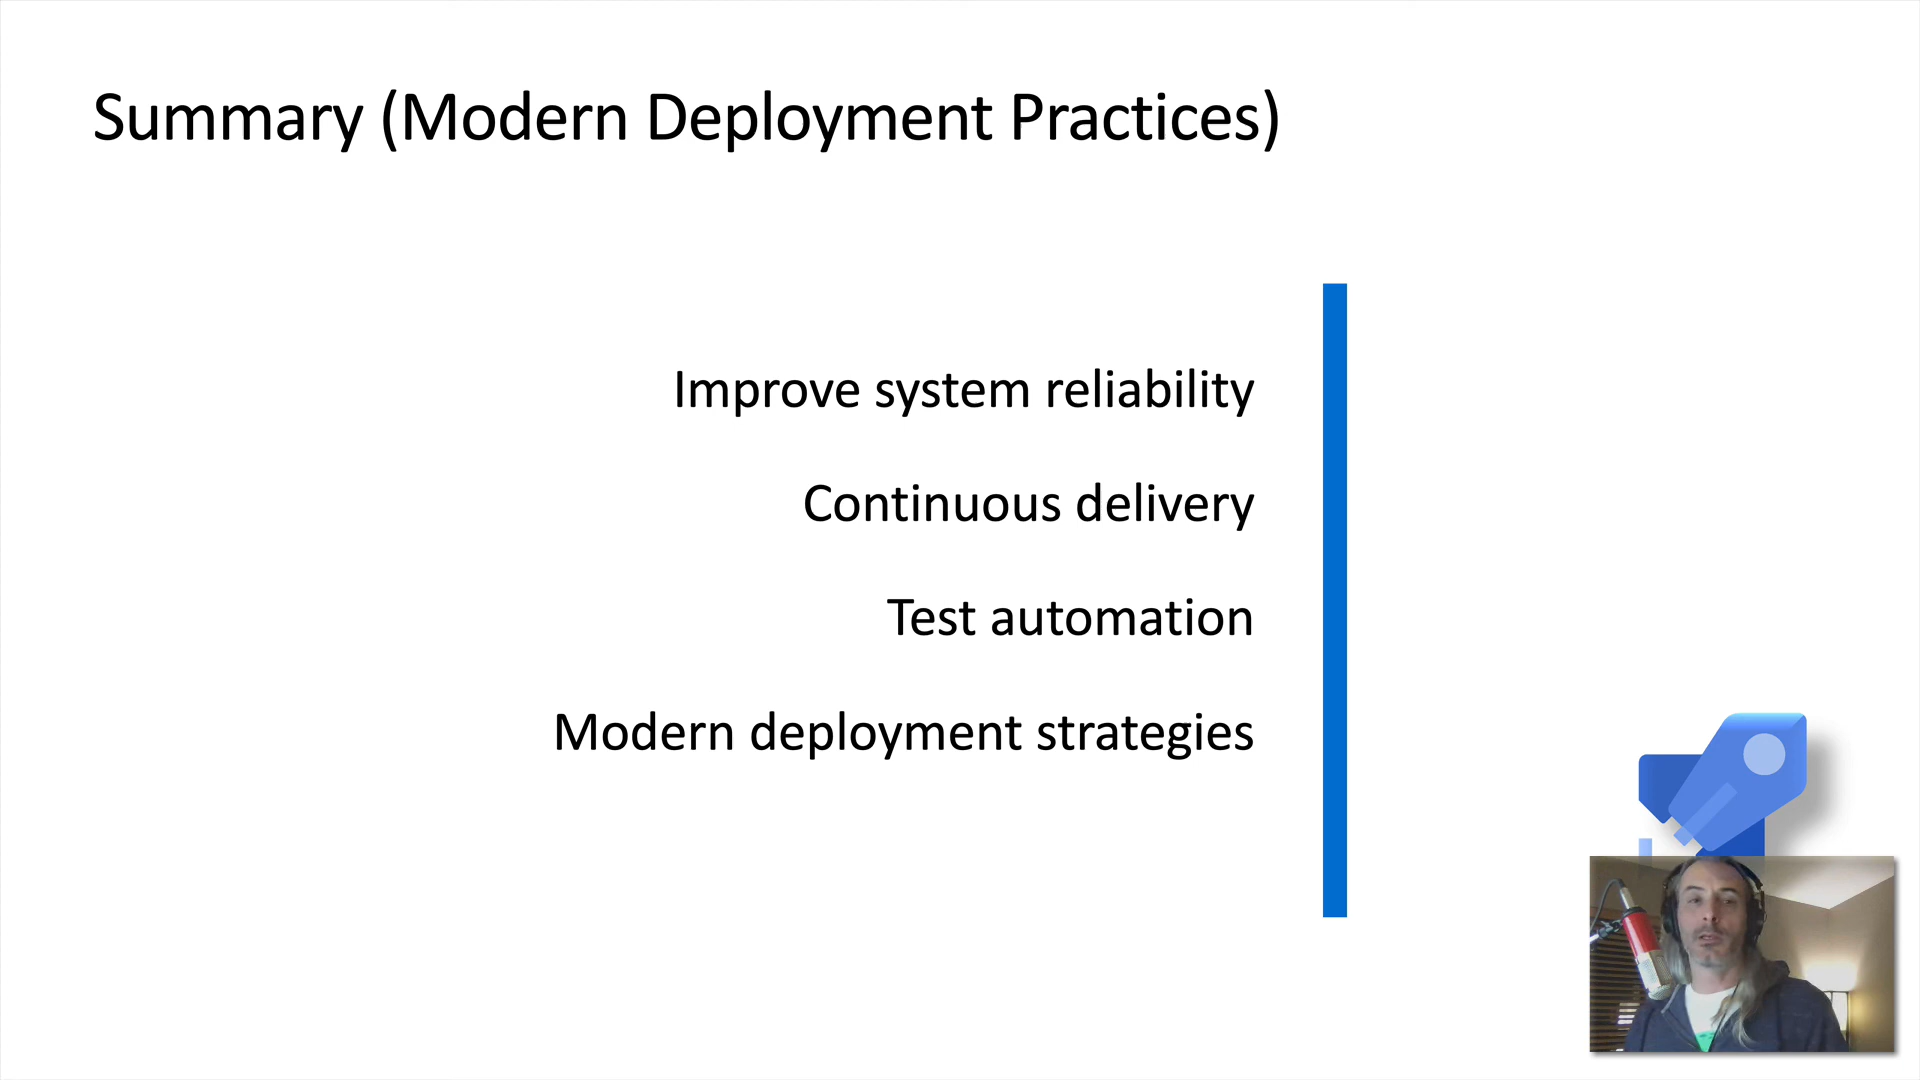 Summary (Modern Deployment Practices)
Improve system reliability
Continuous delivery
Test automation
Modern deployment strategies